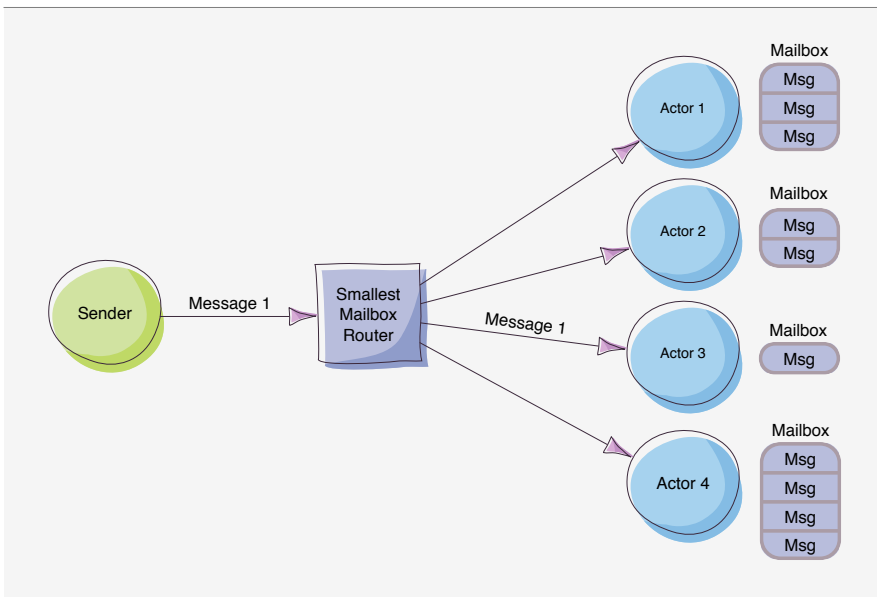 Sender
Message 1
Smallest
Mailbox
Router
Message 1
Actor 1
Mailbox
Msg
Msg
Msg
Actor 2
Mailbox
Msg
Msg
Actor 3
Mailbox
Msg
Actor 4
Mailbox
Msg
Msg
Msg
Msg